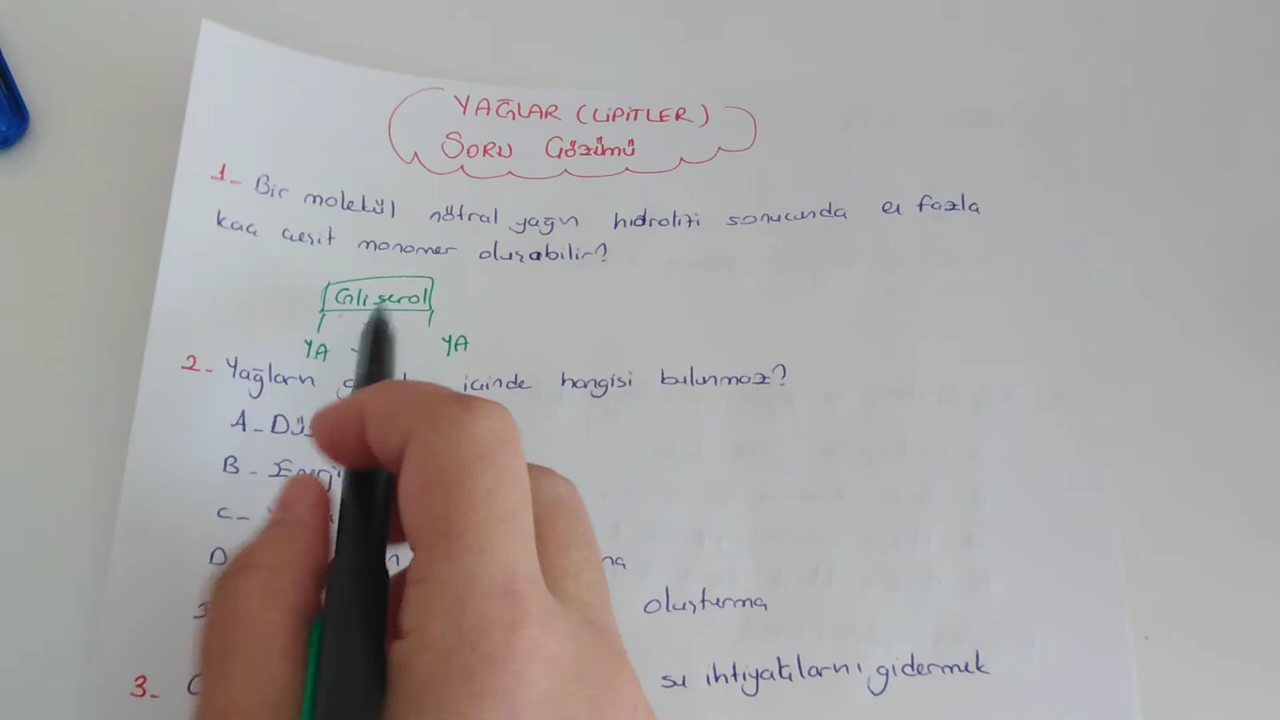 YAĞLAR (LİPİTLER)
SORU Çözümü
1- Bir molekül nötral yağın hidrolizi sonucunda en fazla
kaç çeşit monomer oluşabilir?
Gliserol
YA YA
2- Yağların içinde hangisi bulunmaz?
A-
B-
C-
D
oluşturma
3- su ihtiyaçlarını gidermek